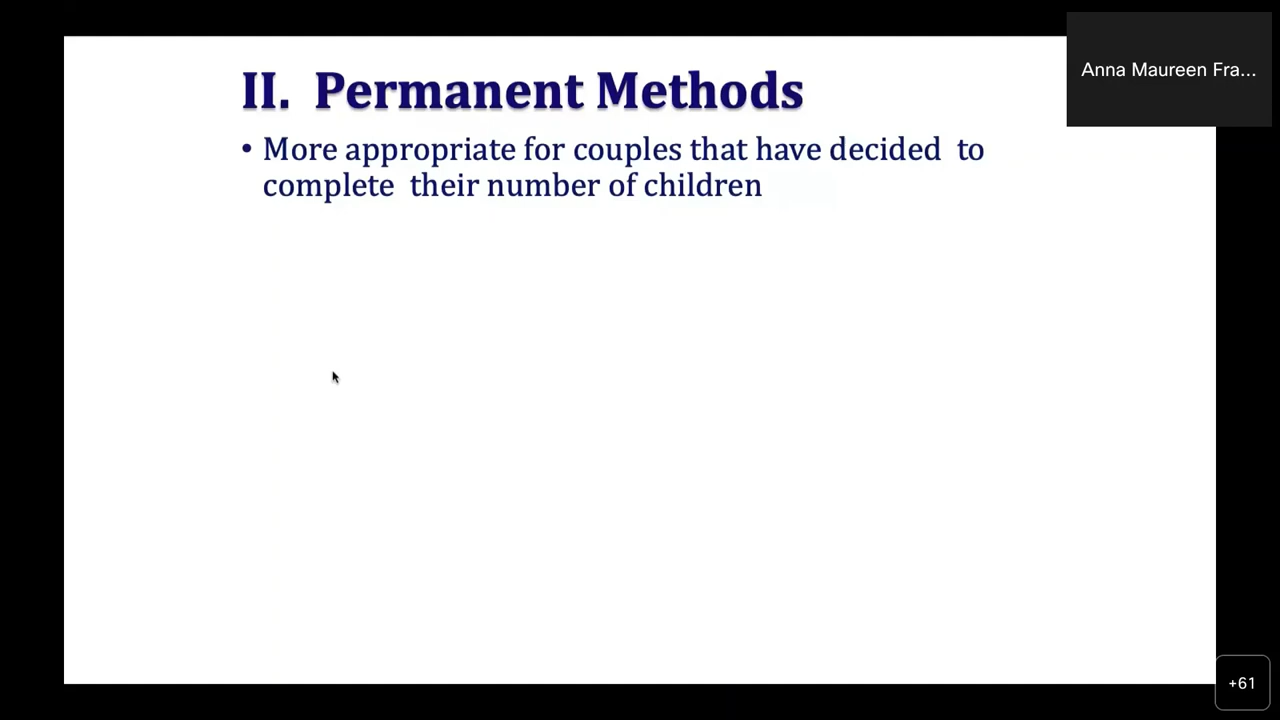 II.  Permanent Methods
• More appropriate for couples that have decided  to
complete  their number of children
Anna Maureen Fra...
+61